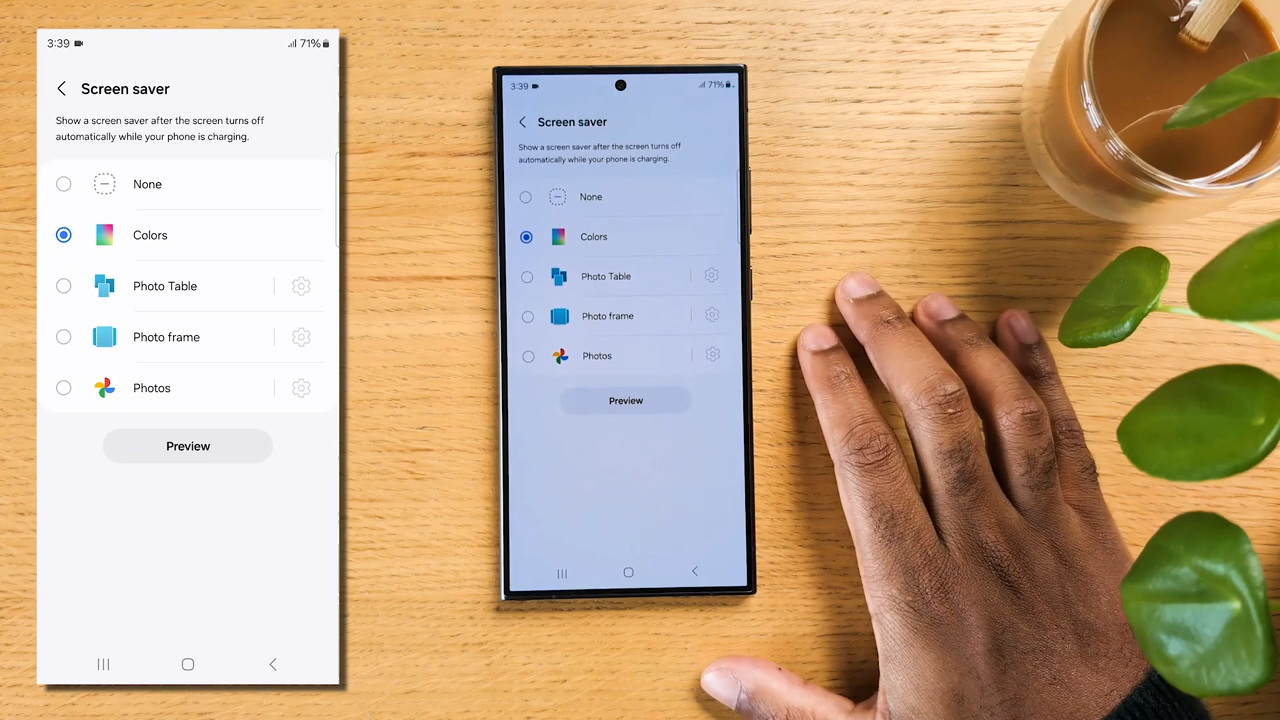 3:39
71%
Screen saver
Show a screen saver after the screen turns off
automatically while your phone is charging.
None
Colors
Photo Table
Photo frame
Photos
Preview
3:39
71%
Screen saver
Show a screen saver after the screen turns off
automatically while your phone is charging.
None
Colors
Photo Table
Photo frame
Photos
Preview